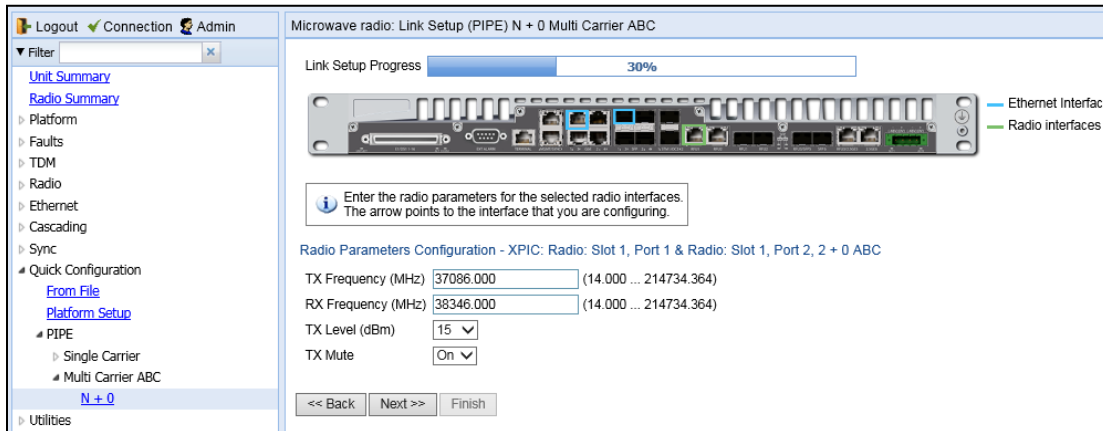 Logout Connection Admin
Filter
Unit Summary
Radio Summary
Platform
Faults
TDM
Radio
Ethernet
Cascading
Sync
Quick Configuration
From File
Platform Setup
PIPE
Single Carrier
Multi Carrier ABC
N + 0
Utilities
Microwave radio: Link Setup (PIPE) N + 0 Multi Carrier ABC
Link Setup Progress 30%
Ethernet Interfac
Radio interfaces
Enter the radio parameters for the selected radio interfaces.
The arrow points to the interface that you are configuring.
Radio Parameters Configuration - XPIC: Radio: Slot 1, Port 1 & Radio: Slot 1, Port 2, 2 + 0 ABC
TX Frequency (MHz) 37086.000 (14.000 ... 214734.364)
RX Frequency (MHz) 38346.000 (14.000 ... 214734.364)
TX Level (dBm) 15
TX Mute On
<< Back Next >> Finish